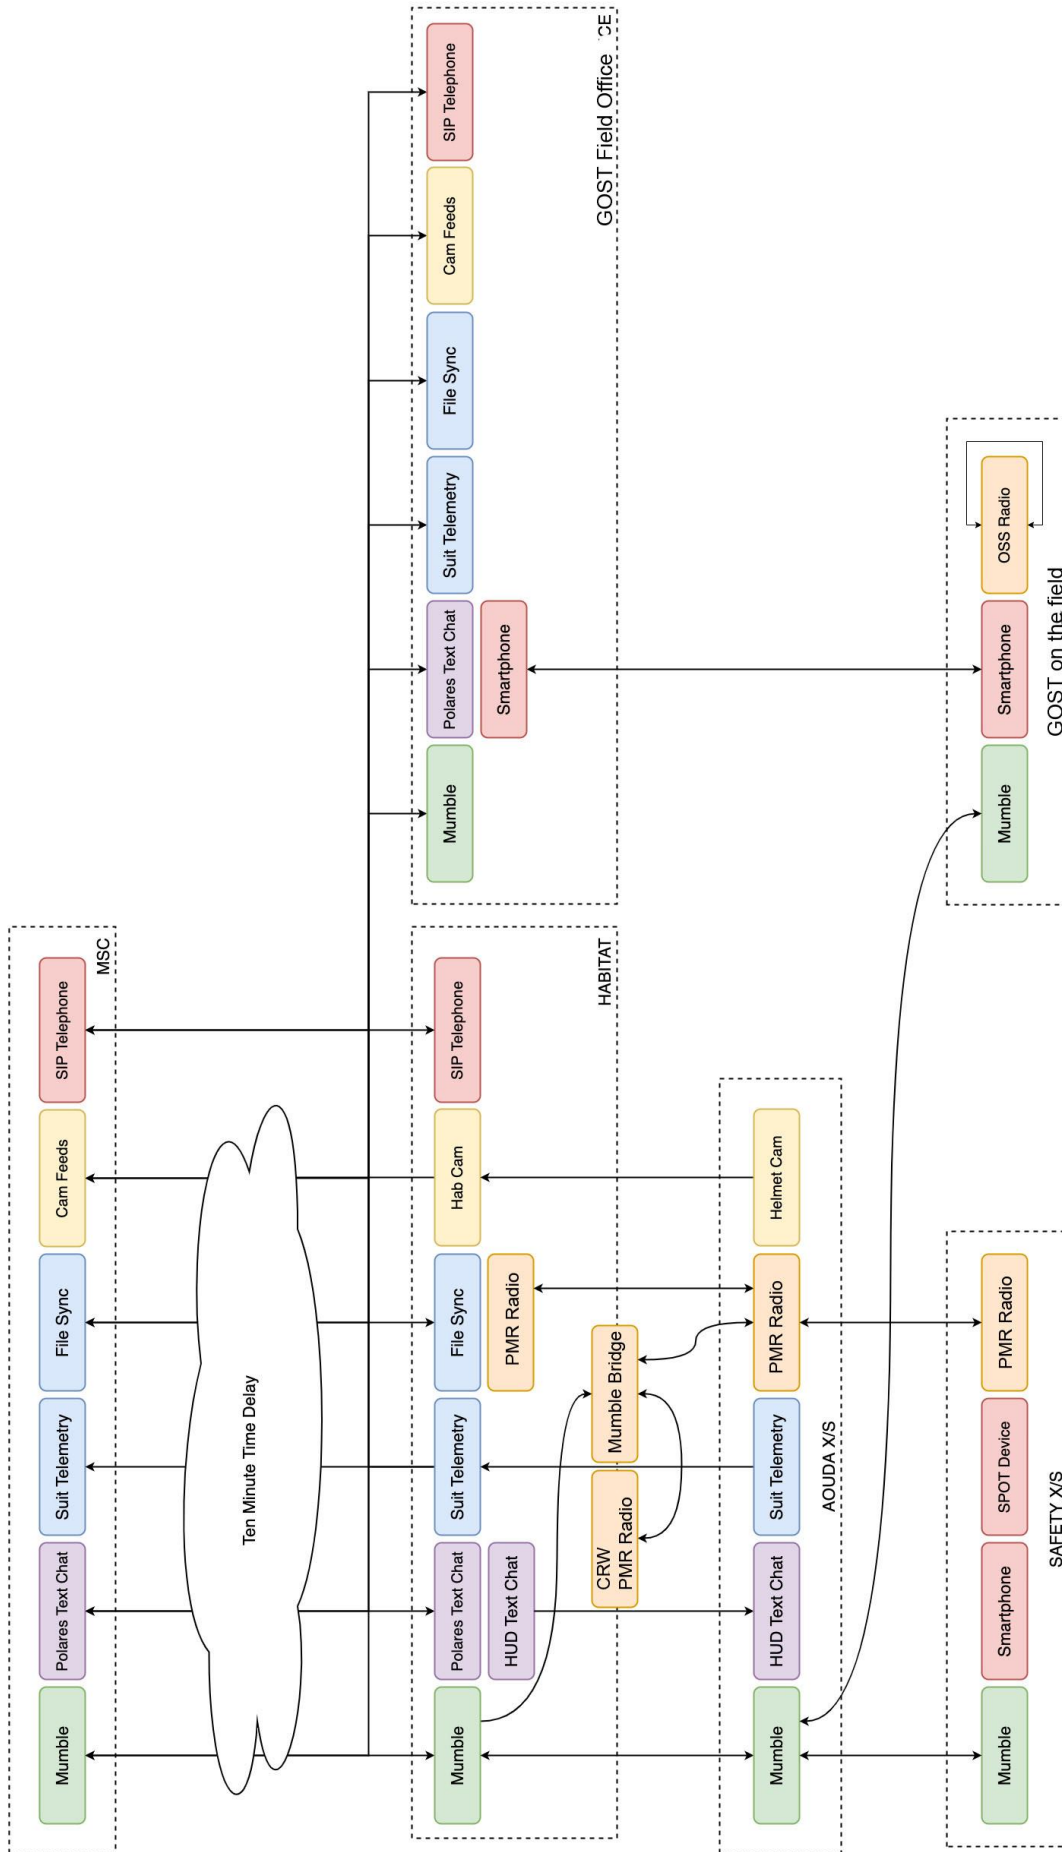 Mumble
Polares Text Chat
Suit Telemetry
File Sync
Cam Feeds
SIP Telephone
MSC
Ten Minute Time Delay
Mumble
Polares Text Chat
Suit Telemetry
File Sync
Hab Cam
SIP Telephone
HUD Text Chat
PMR Radio
CRW
PMR Radio
Mumble Bridge
HABITAT
Mumble
Polares Text Chat
Suit Telemetry
File Sync
Cam Feeds
SIP Telephone
Smartphone
GOST Field Office CE
Mumble
HUD Text Chat
Suit Telemetry
PMR Radio
Helmet Cam
AOUDA X/S
Mumble
Smartphone
SPOT Device
PMR Radio
SAFETY X/S
Mumble
Smartphone
OSS Radio
GOST on the field